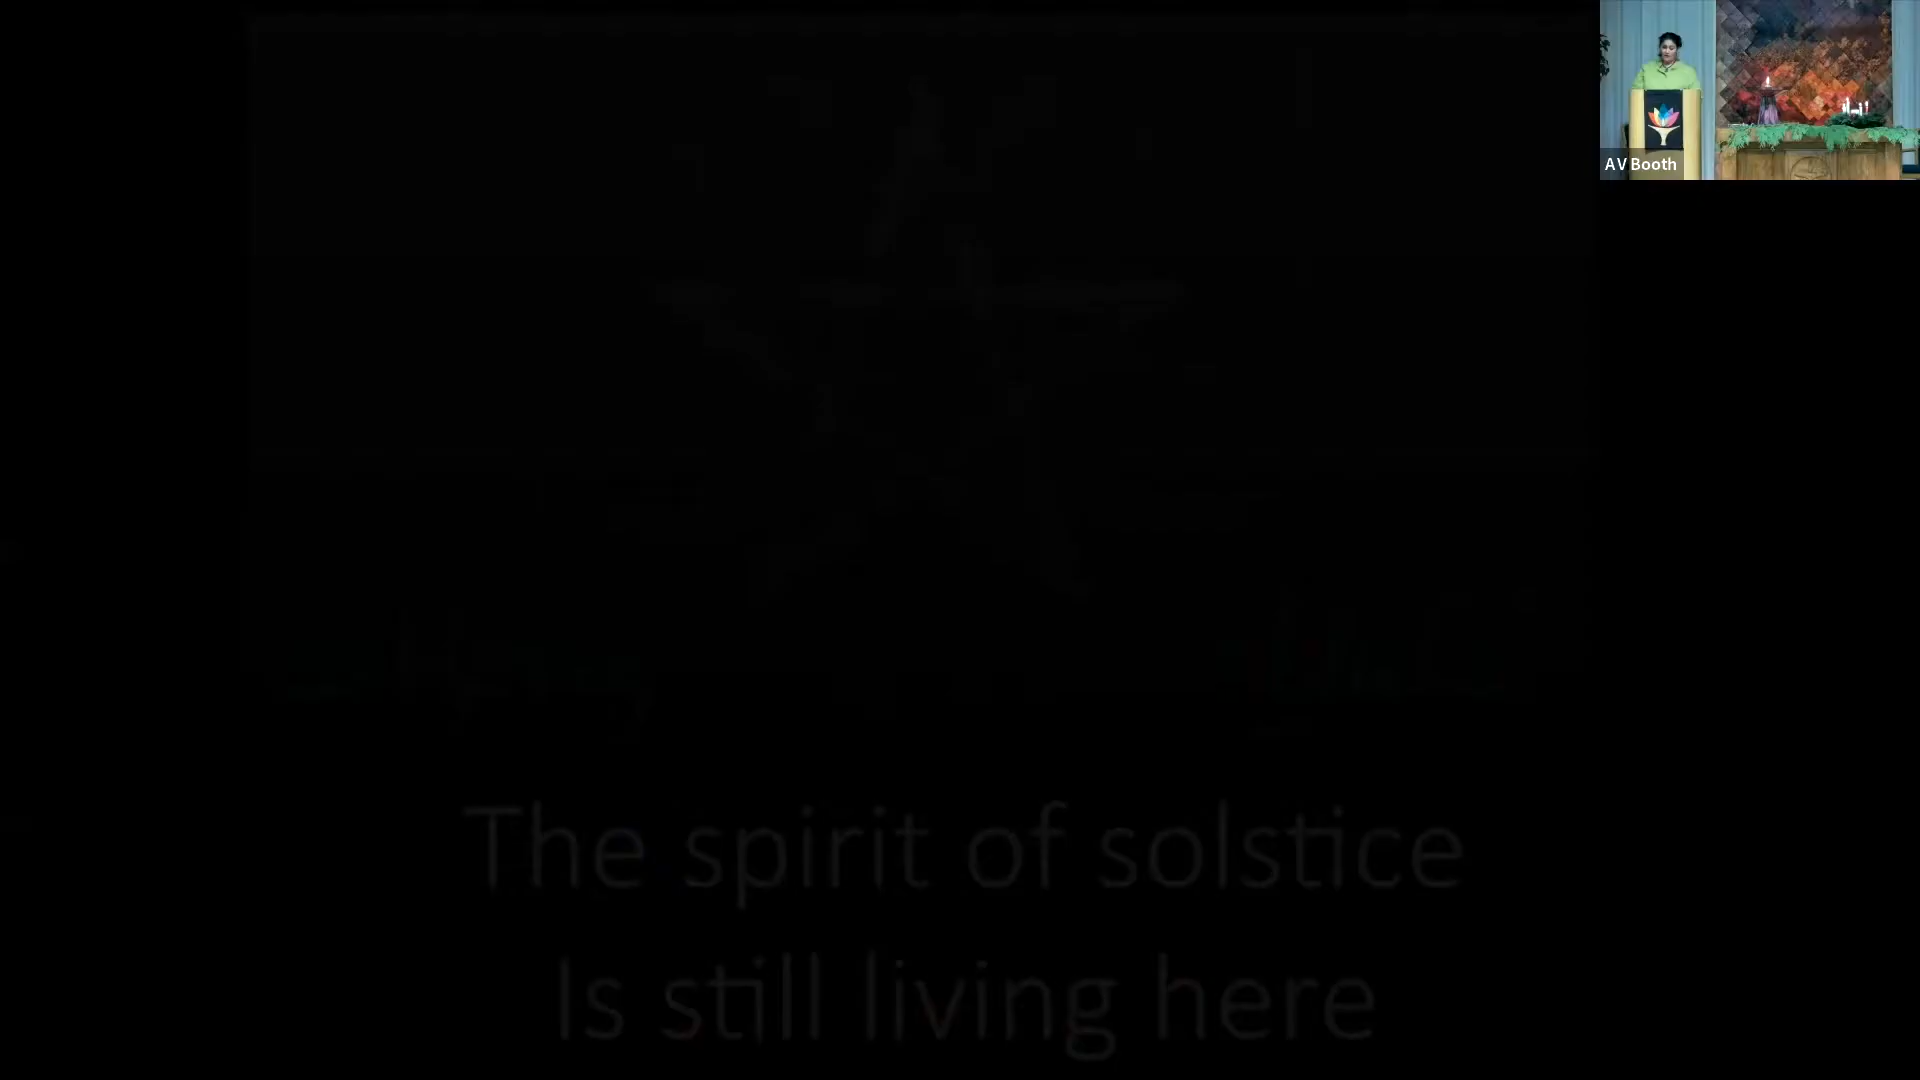 AV Booth
The spirit of solstice
Is still living here